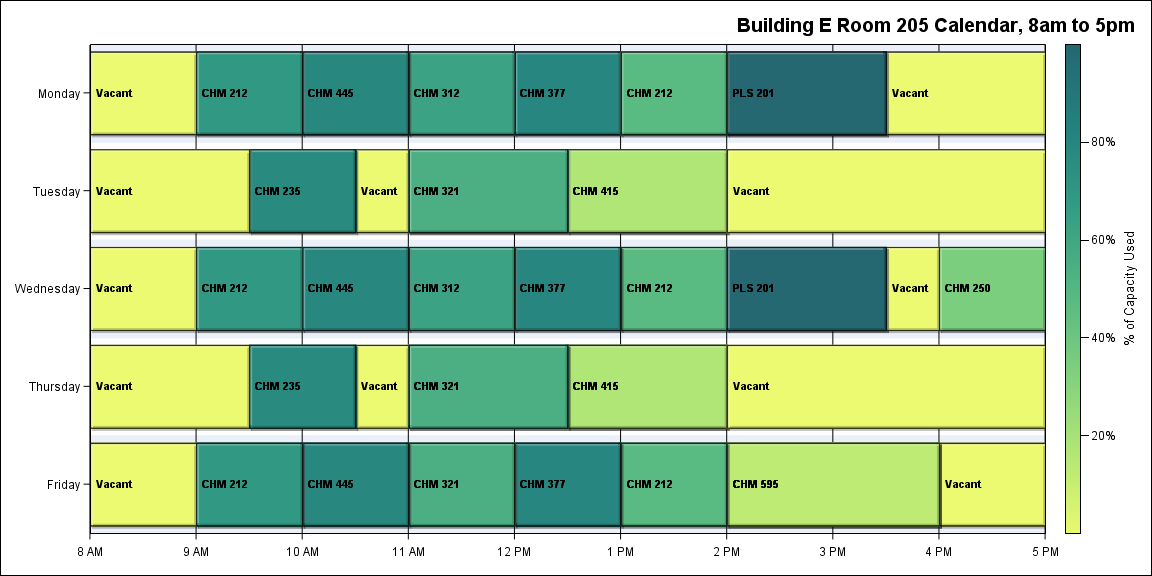 Building E Room 205 Calendar, 8am to 5pm
Monday
Vacant
CHM 212
CHM 445
CHM 312
CHM 377
CHM 212
PLS 201
Vacant
Tuesday
Vacant
CHM 235
Vacant
CHM 321
CHM 415
Vacant
Wednesday
Vacant
CHM 212
CHM 445
CHM 312
CHM 377
CHM 212
PLS 201
Vacant
CHM 250
Thursday
Vacant
CHM 235
Vacant
CHM 321
CHM 415
Vacant
Friday
Vacant
CHM 212
CHM 445
CHM 321
CHM 377
CHM 212
CHM 595
Vacant
8 AM
9 AM
10 AM
11 AM
12 PM
1 PM
2 PM
3 PM
4 PM
5 PM
80%
60%
40%
20%
% of Capacity Used